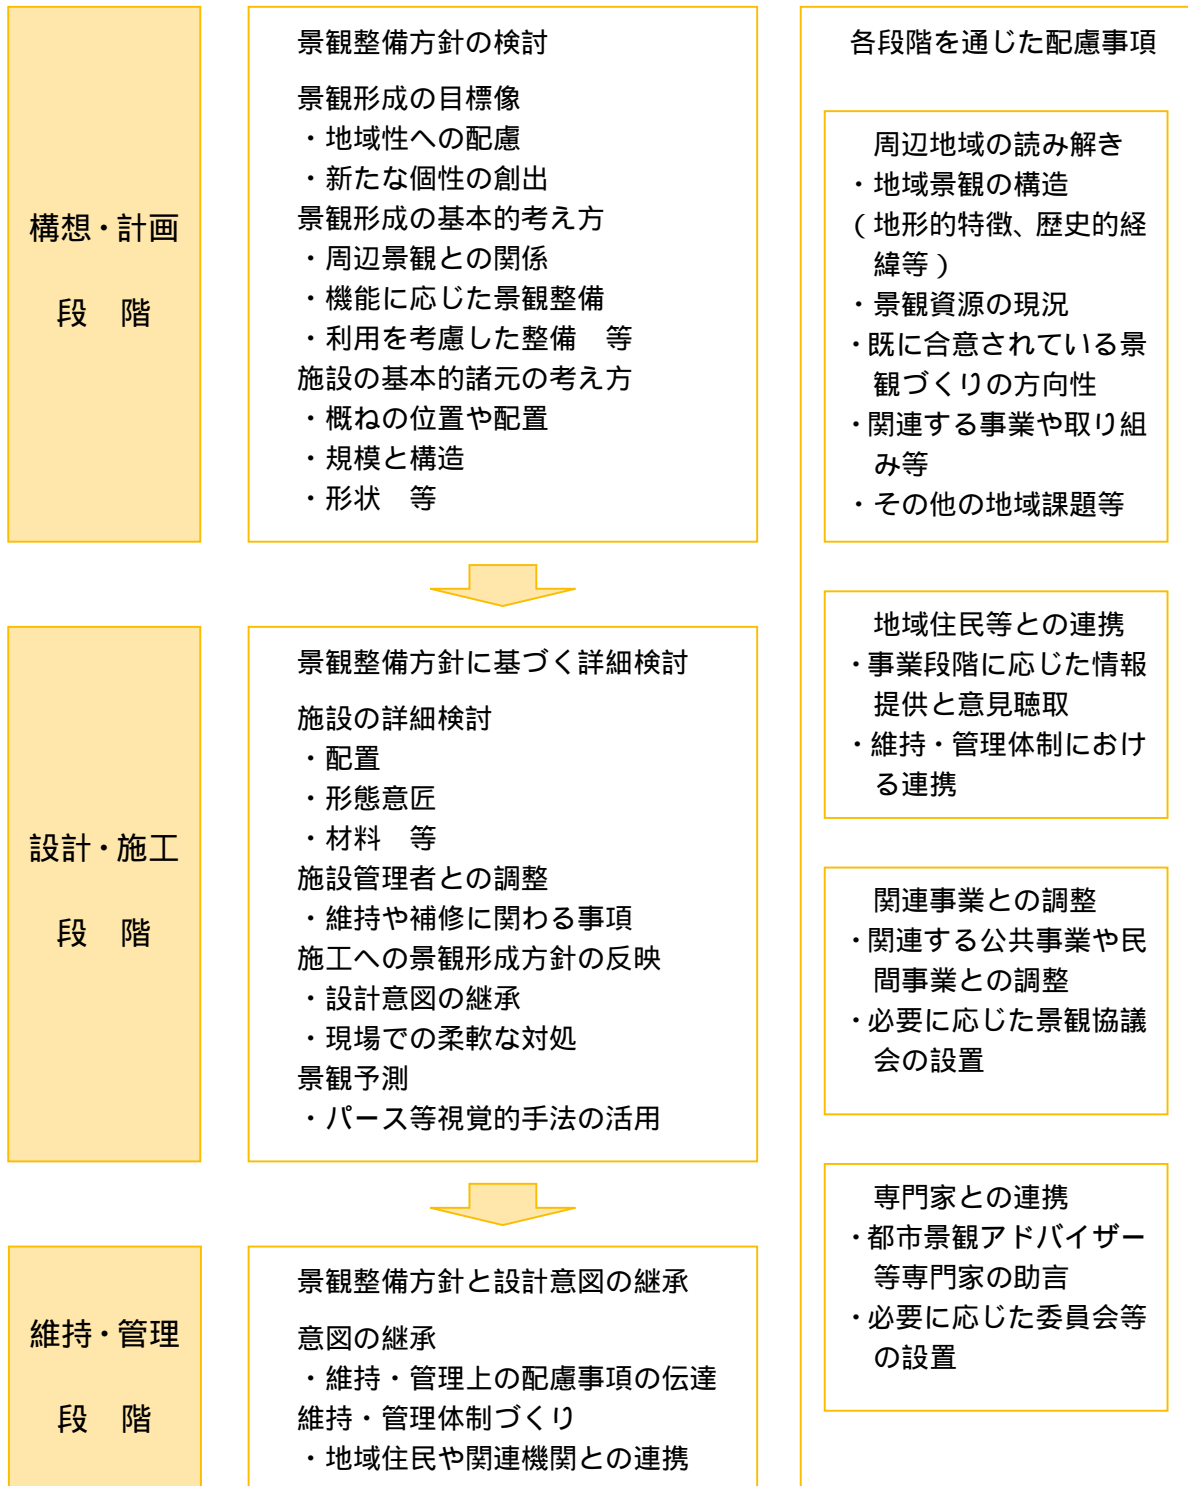 構想・計画
段　階
景観整備方針の検討
景観形成の目標像
・地域性への配慮
・新たな個性の創出
景観形成の基本的考え方
・周辺景観との関係
・機能に応じた景観整備
・利用を考慮した整備　等
施設の基本的諸元の考え方
・概ねの位置や配置
・規模と構造
・形状　等
設計・施工
段　階
景観整備方針に基づく詳細検討
施設の詳細検討
・配置
・形態意匠
・材料　等
施設管理者との調整
・維持や補修に関わる事項
施工への景観形成方針の反映
・設計意図の継承
・現場での柔軟な対処
景観予測
・パース等視覚的手法の活用
維持・管理
段　階
景観整備方針と設計意図の継承
意図の継承
・維持・管理上の配慮事項の伝達
維持・管理体制づくり
・地域住民や関連機関との連携
各段階を通じた配慮事項
周辺地域の読み解き
・地域景観の構造
（地形的特徴、歴史的経
緯等）
・景観資源の現況
・既に合意されている景
観づくりの方向性
・関連する事業や取り組
み等
・その他の地域課題等
地域住民等との連携
・事業段階に応じた情報
提供と意見聴取
・維持・管理体制におけ
る連携
関連事業との調整
・関連する公共事業や民
間事業との調整
・必要に応じた景観協議
会の設置
専門家との連携
・都市景観アドバイザー
等専門家の助言
・必要に応じた委員会等
の設置